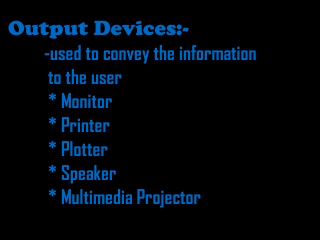 Output Devices:-
-used to convey the information
to the user
* Monitor
* Printer
* Plotter
* Speaker
* Multimedia Projector